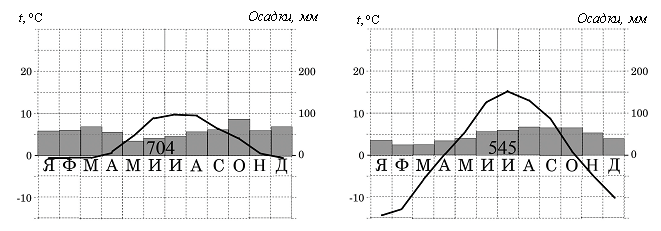 t, °C Осадки, мм
20 200
10 100
704
0 0
Я Ф М А М И И А С О Н Д
-10
t, °C Осадки, мм
20 200
10 100
545
0 0
Я Ф М А М И И А С О Н Д
-10